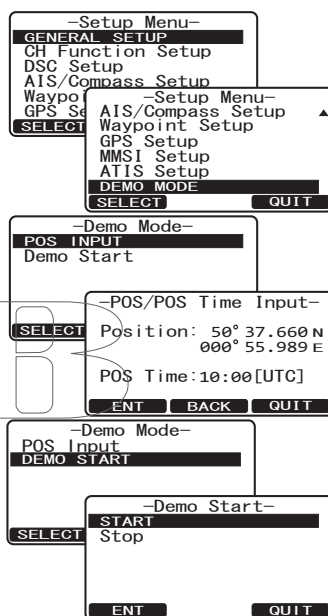 –Setup Menu–
GENERAL SETUP
CH Function Setup
DSC Setup
AIS/Compass Setup
Waypoi
GPS Se
SELECT
–Setup Menu–
AIS/Compass Setup ▲
Waypoint Setup
GPS Setup
MMSI Setup
ATIS Setup
DEMO MODE
SELECT QUIT
–Demo Mode–
POS INPUT
Demo Start
SELECT
–POS/POS Time Input–
Position: 50°37.660N
000°55.989E
POS Time:10:00[UTC]
ENT BACK QUIT
–Demo Mode–
POS Input
DEMO START
SELECT
–Demo Start–
START
Stop
ENT QUIT